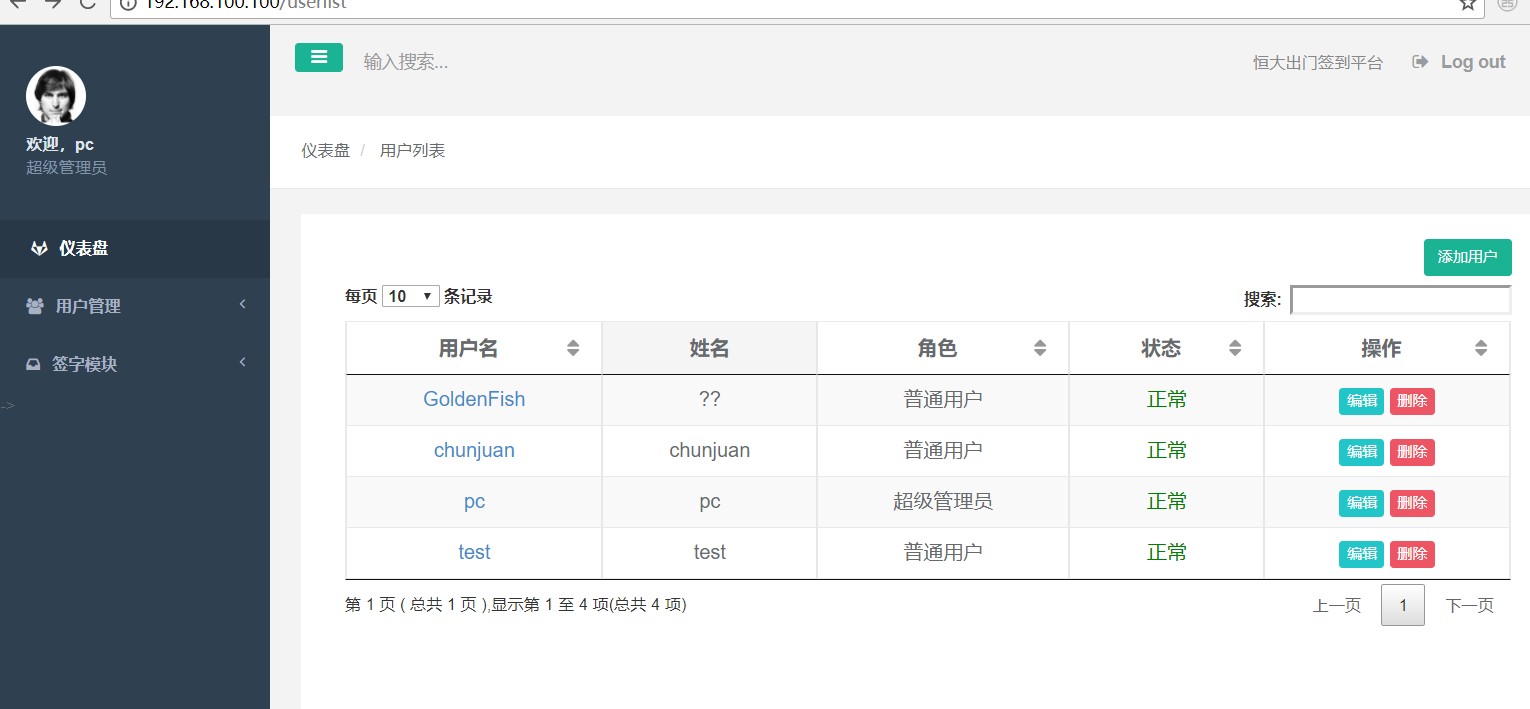 192.168.100.100/userlist
欢迎，pc
超级管理员
仪表盘
用户管理
签字模块
->
输入搜索...
恒大出门签到平台 Log out
仪表盘 / 用户列表
添加用户
每页 10 条记录 搜索:
用户名 姓名 角色 状态 操作
GoldenFish ?? 普通用户 正常 编辑 删除
chunjuan chunjuan 普通用户 正常 编辑 删除
pc pc 超级管理员 正常 编辑 删除
test test 普通用户 正常 编辑 删除
第 1 页 ( 总共 1 页 ),显示第 1 至 4 项(总共 4 项) 上一页 1 下一页